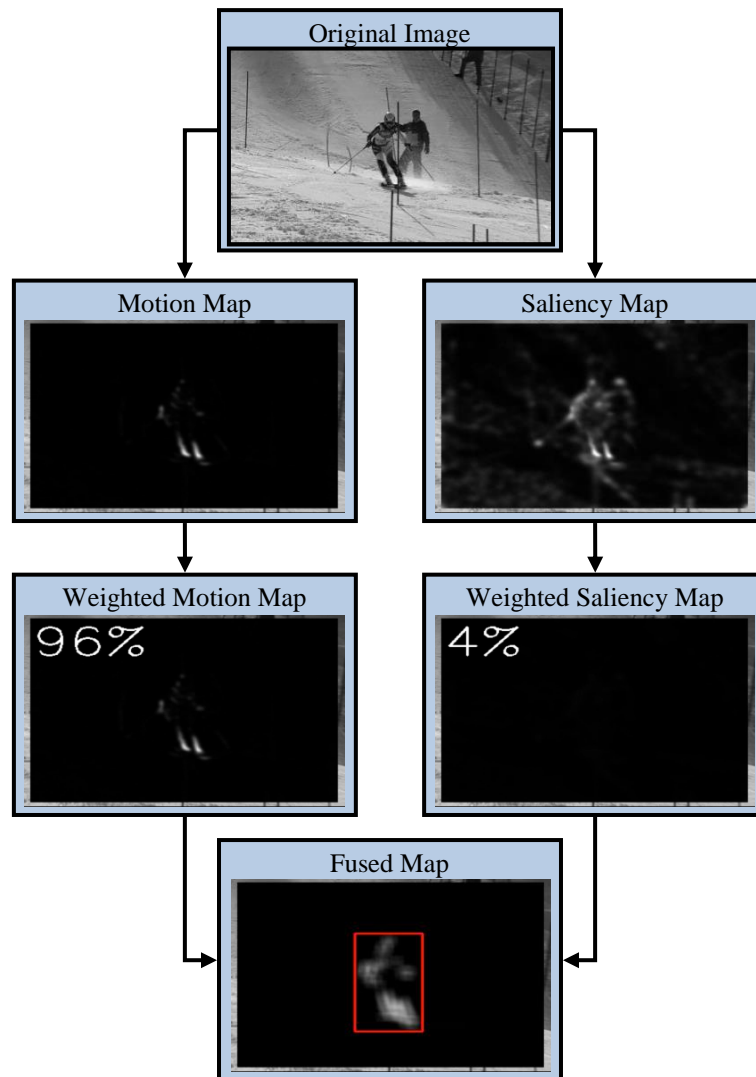 Original Image
Motion Map
Saliency Map
Weighted Motion Map
Weighted Saliency Map
96%
4%
Fused Map